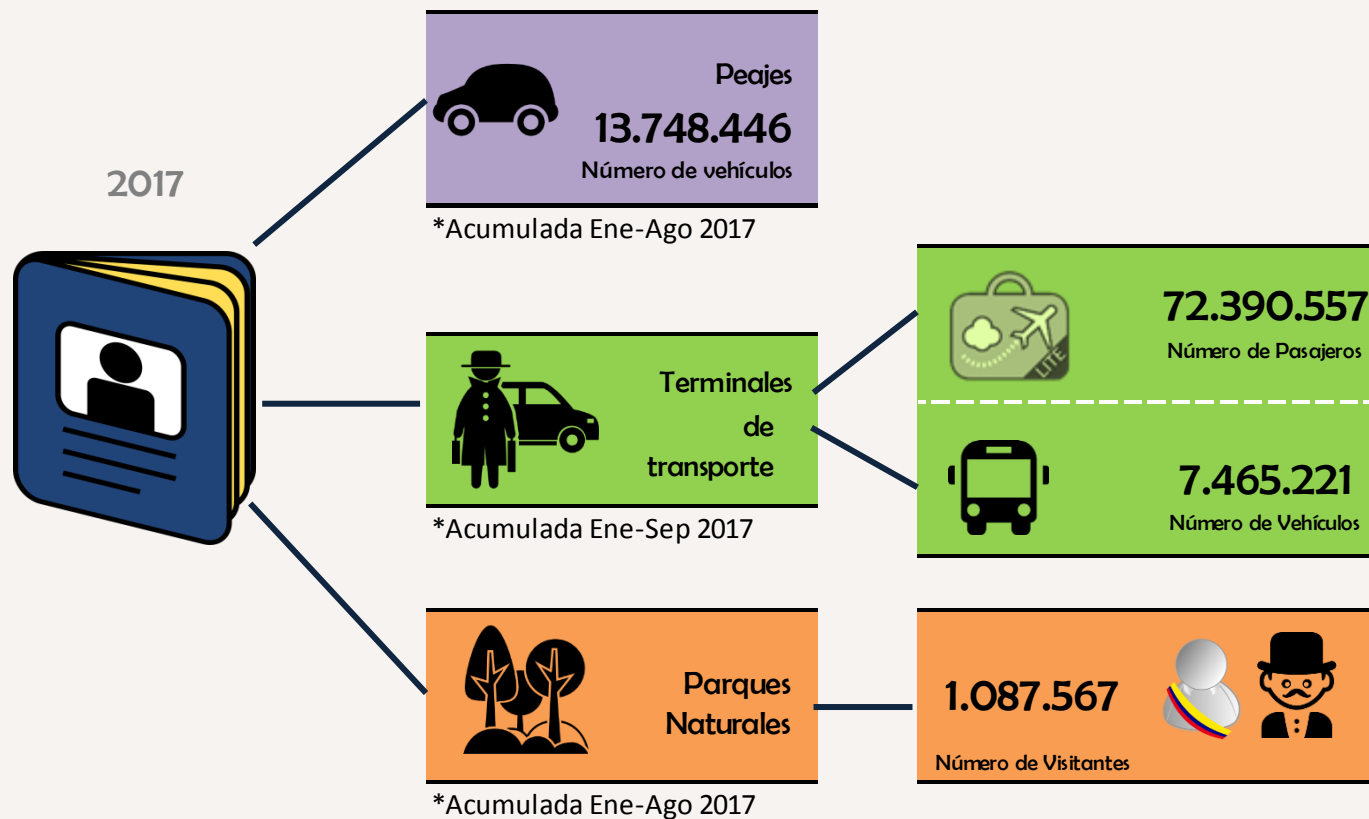 2017
Peajes
13.748.446
Número de vehículos
*Acumulada Ene-Ago 2017
Terminales
de
transporte
*Acumulada Ene-Sep 2017
LITE
72.390.557
Número de Pasajeros
7.465.221
Número de Vehículos
Parques
Naturales
*Acumulada Ene-Ago 2017
1.087.567
Número de Visitantes